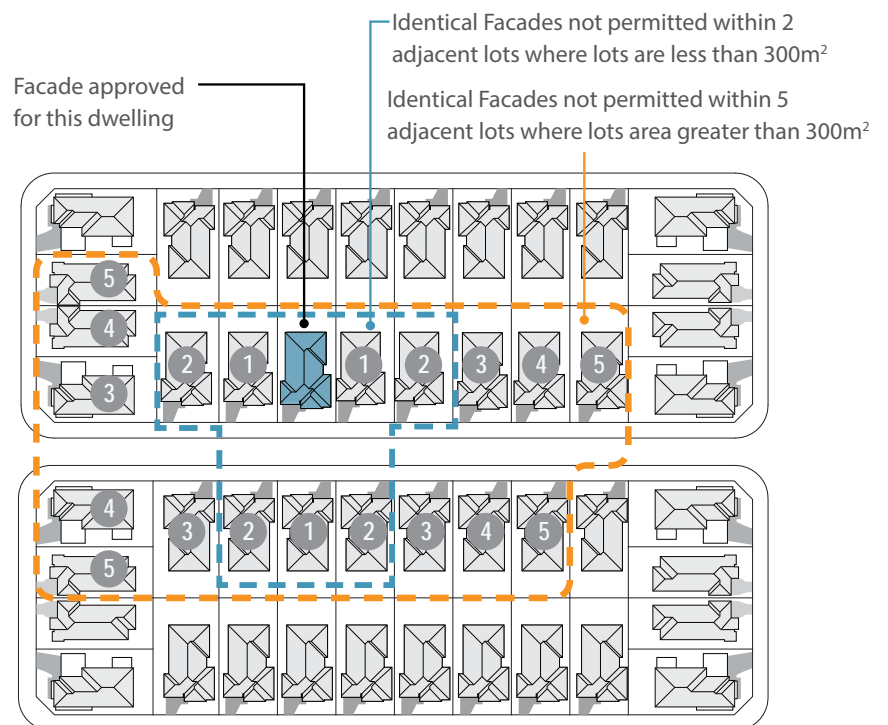 Identical Facades not permitted within 2
adjacent lots where lots are less than 300m²
Facade approved
for this dwelling
Identical Facades not permitted within 5
adjacent lots where lots area greater than 300m²
5
4
3
2 1 1 2 3 4 5
4
3 2 1 2 3 4 5
5